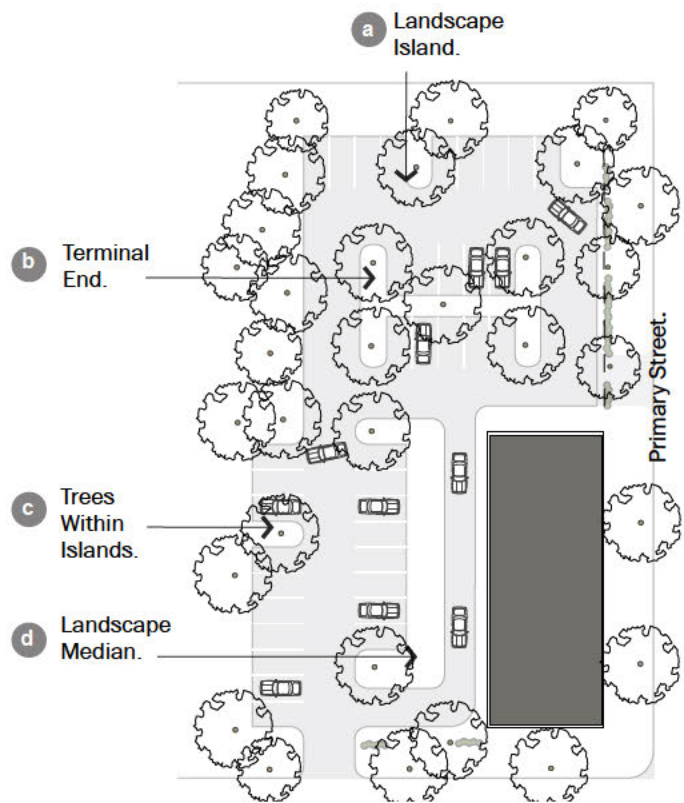 a Landscape
Island.
b Terminal
End.
c Trees
Within
Islands.
d Landscape
Median.
Primary Street.